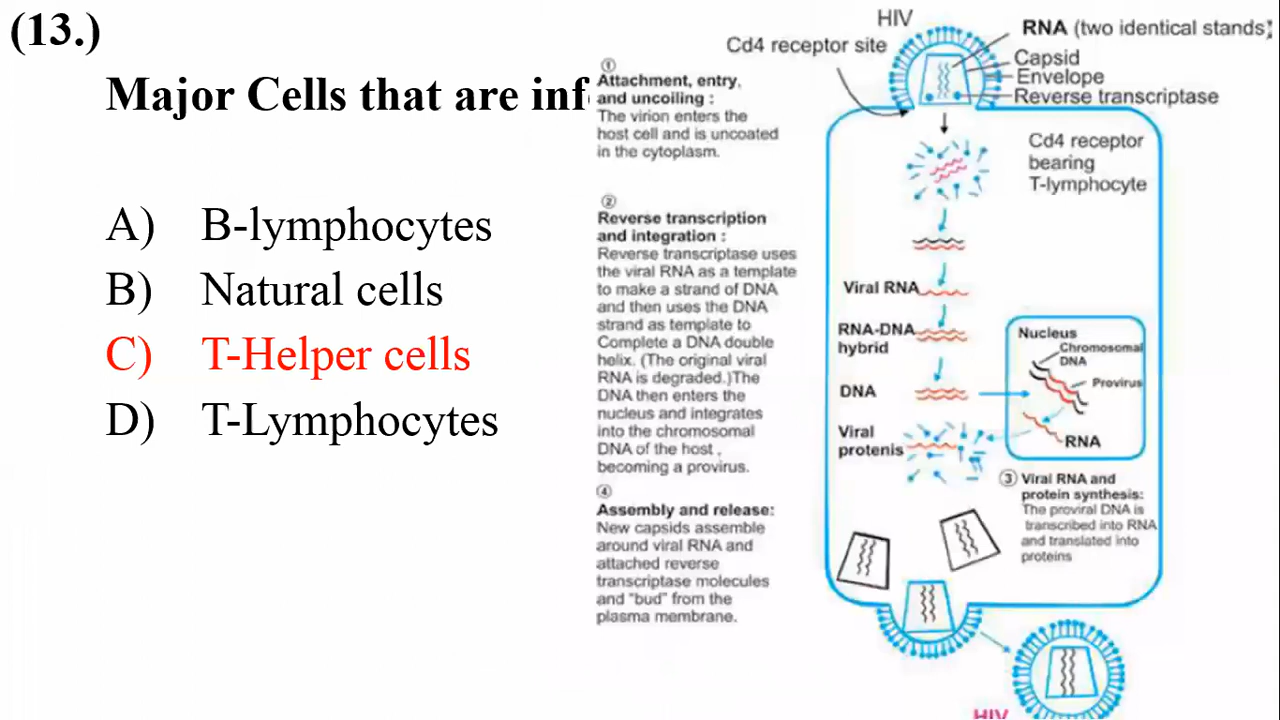 (13.)
Major Cells that are inf
A) B-lymphocytes
B) Natural cells
C) T-Helper cells
D) T-Lymphocytes
①
Attachment, entry,
and uncoiling :
The virion enters the
host cell and is uncoated
in the cytoplasm.
②
Reverse transcription
and integration :
Reverse transcriptase uses
the viral RNA as a template
to make a strand of DNA
and then uses the DNA
strand as template to
Complete a DNA double
helix. (The original viral
RNA is degraded.)The
DNA then enters the
nucleus and integrates
into the chromosomal
DNA of the host ,
becoming a provirus.
④
Assembly and release:
New capsids assemble
around viral RNA and
attached reverse
transcriptase molecules
and "bud" from the
plasma membrane.
HIV
Cd4 receptor site
RNA (two identical stands)
Capsid
Envelope
Reverse transcriptase
Cd4 receptor
bearing
T-lymphocyte
Viral RNA
RNA-DNA
hybrid
DNA
Viral
protenis
Nucleus
Chromosomal
DNA
Provirus
RNA
③ Viral RNA and
protein synthesis:
The proviral DNA is
transcribed into RNA
and translated into
proteins
HIV